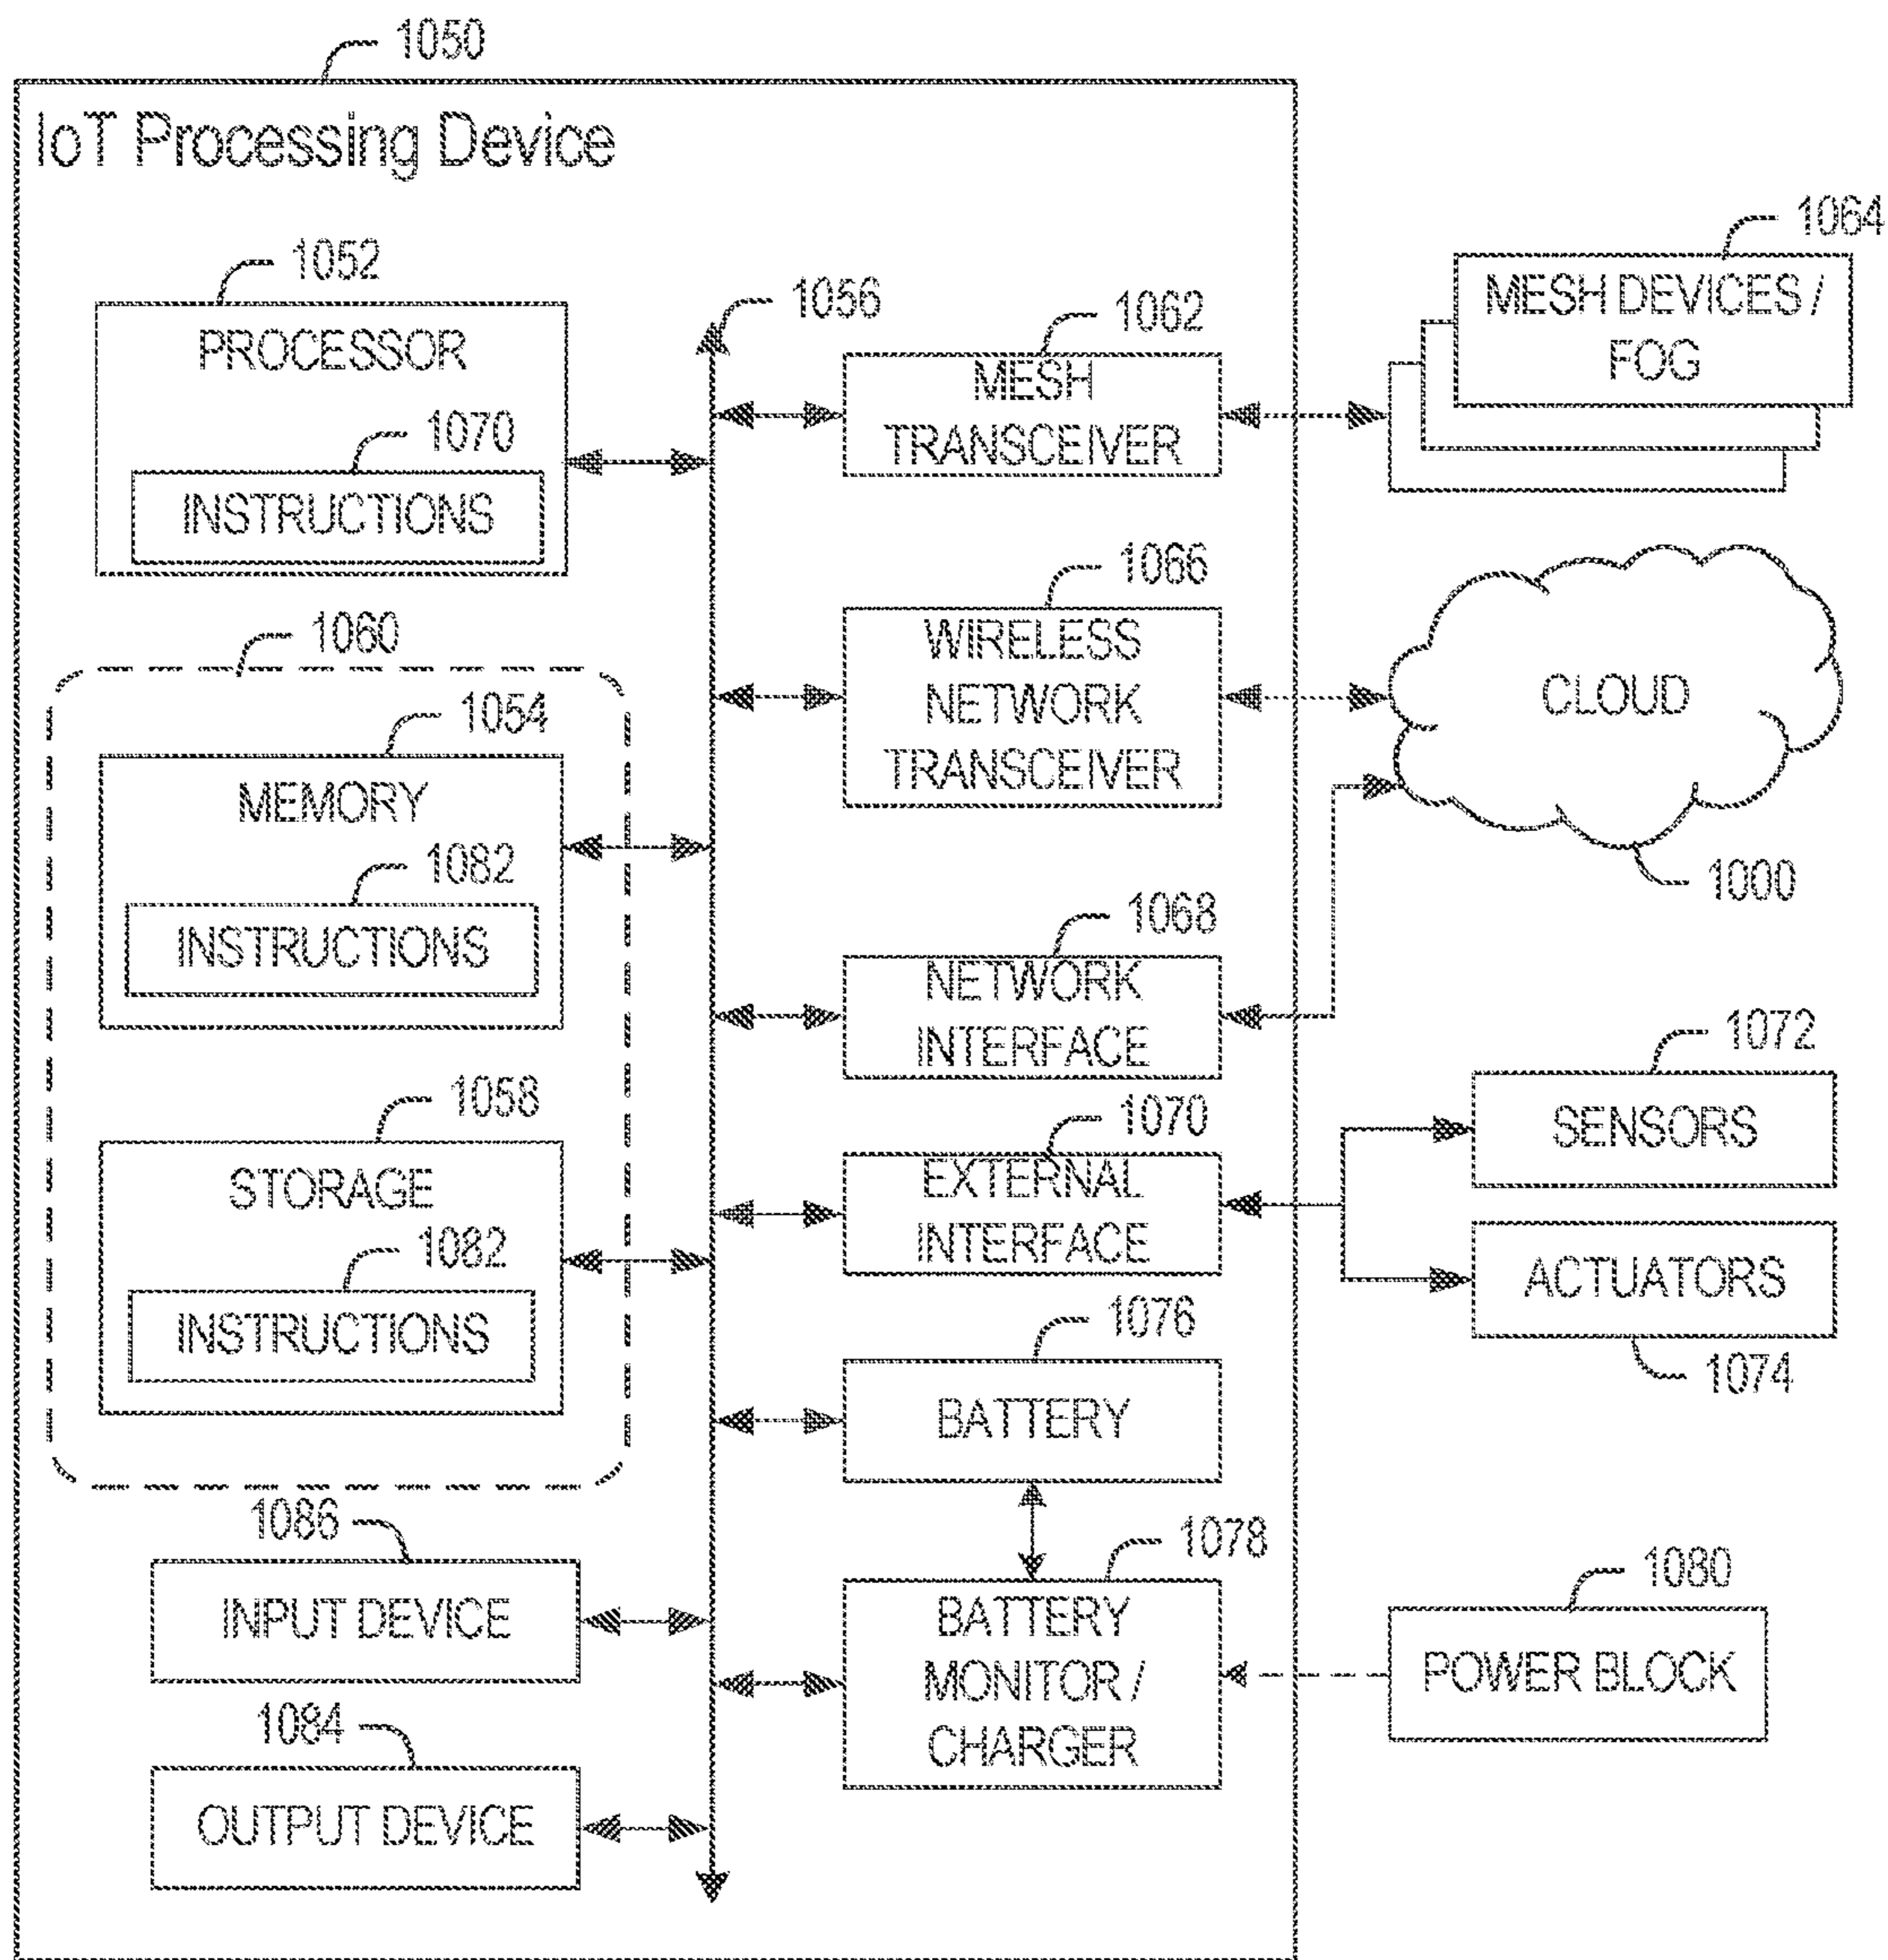 1050
IoT Processing Device
1052
PROCESSOR
1070
INSTRUCTIONS
1060
1054
MEMORY
1082
INSTRUCTIONS
1058
STORAGE
1082
INSTRUCTIONS
1086
INPUT DEVICE
1084
OUTPUT DEVICE
1056
1062
MESH
TRANSCEIVER
1066
WIRELESS
NETWORK
TRANSCEIVER
1068
NETWORK
INTERFACE
1070
EXTERNAL
INTERFACE
1076
BATTERY
1078
BATTERY
MONITOR /
CHARGER
1064
MESH DEVICES /
FOG
CLOUD
1000
1072
SENSORS
ACTUATORS
1074
1080
POWER BLOCK